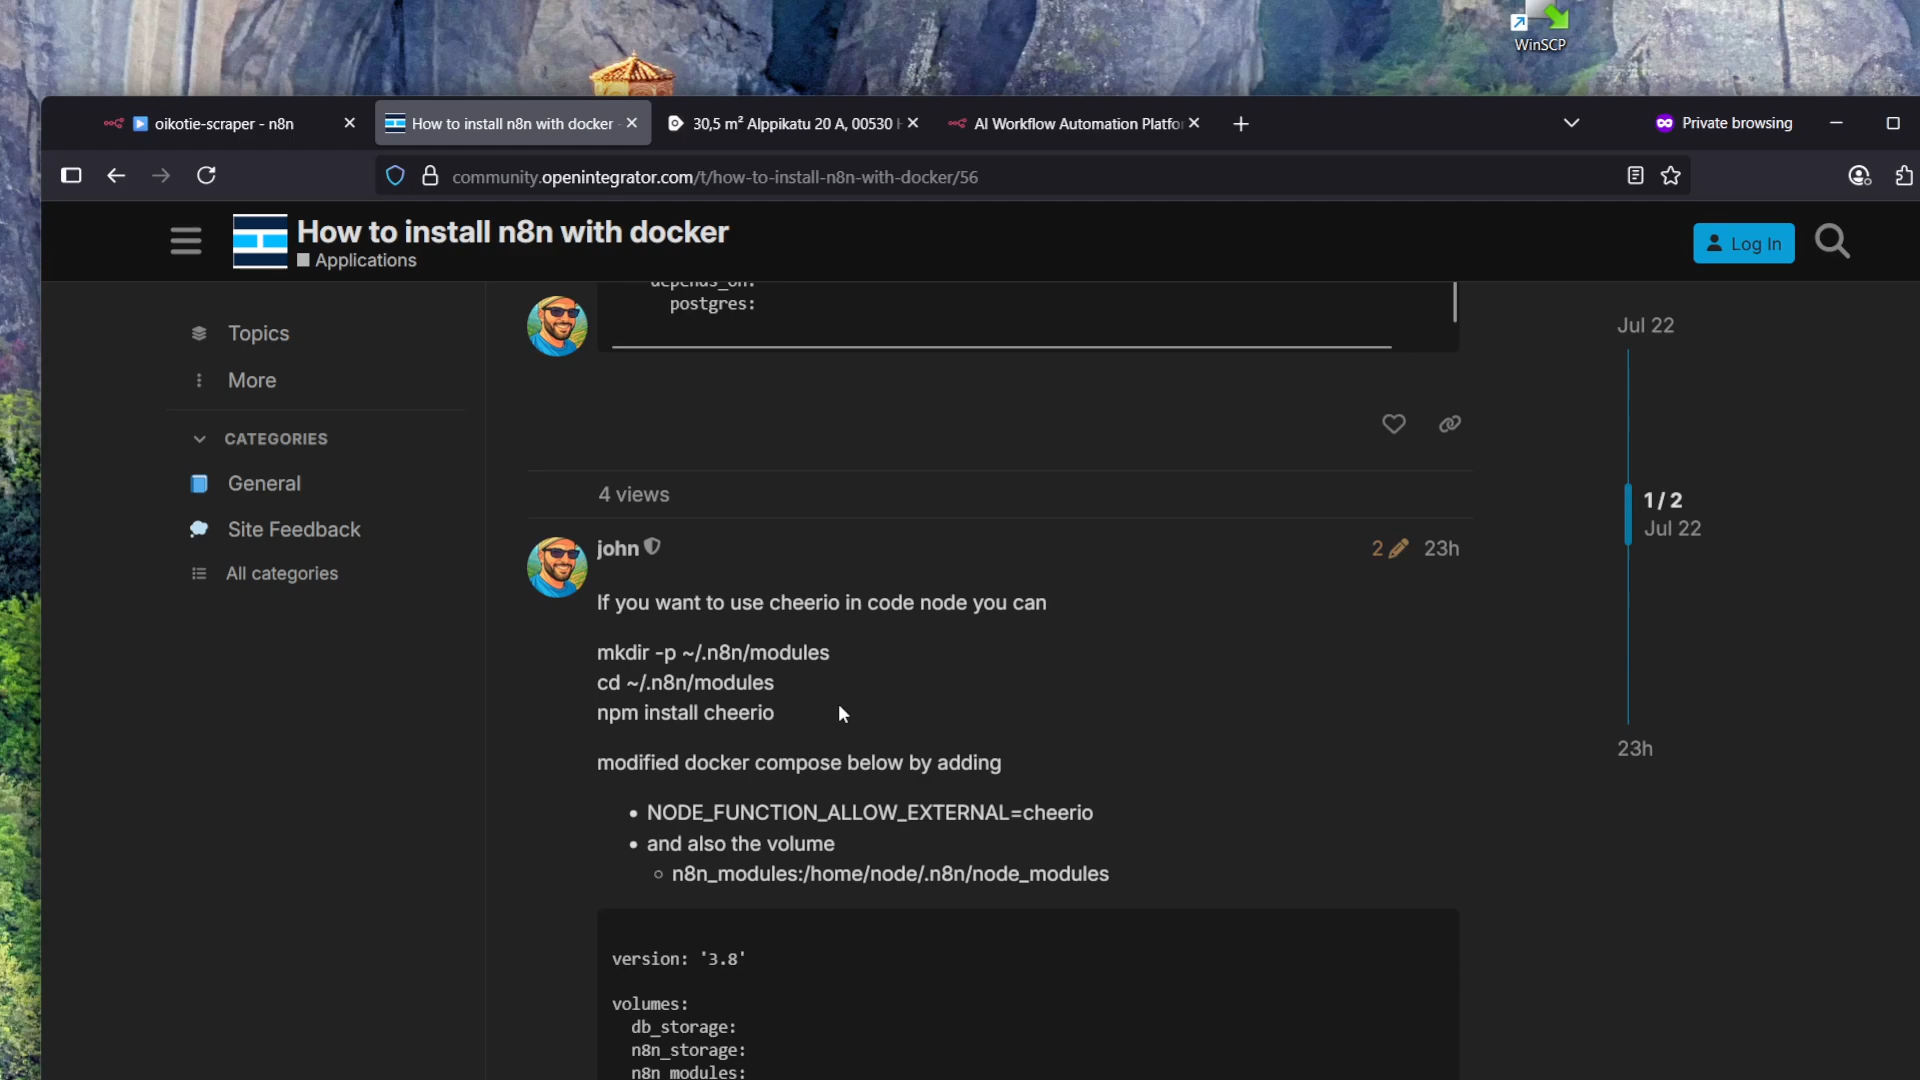 WinSCP
oikotie-scraper - n8n
How to install n8n with docker
30,5 m² Alppikatu 20 A, 00530
AI Workflow Automation Platfo
Private browsing
community.openintegrator.com/t/how-to-install-n8n-with-docker/56
How to install n8n with docker
Applications
Log In
Topics
More
CATEGORIES
General
Site Feedback
All categories
depends_on:
postgres:
4 views
john
2
23h
If you want to use cheerio in code node you can
mkdir -p ~/.n8n/modules
cd ~/.n8n/modules
npm install cheerio
modified docker compose below by adding
• NODE_FUNCTION_ALLOW_EXTERNAL=cheerio
• and also the volume
◦ n8n_modules:/home/node/.n8n/node_modules
version: '3.8'
volumes:
db_storage:
n8n_storage:
n8n_modules:
Jul 22
1 / 2
Jul 22
23h